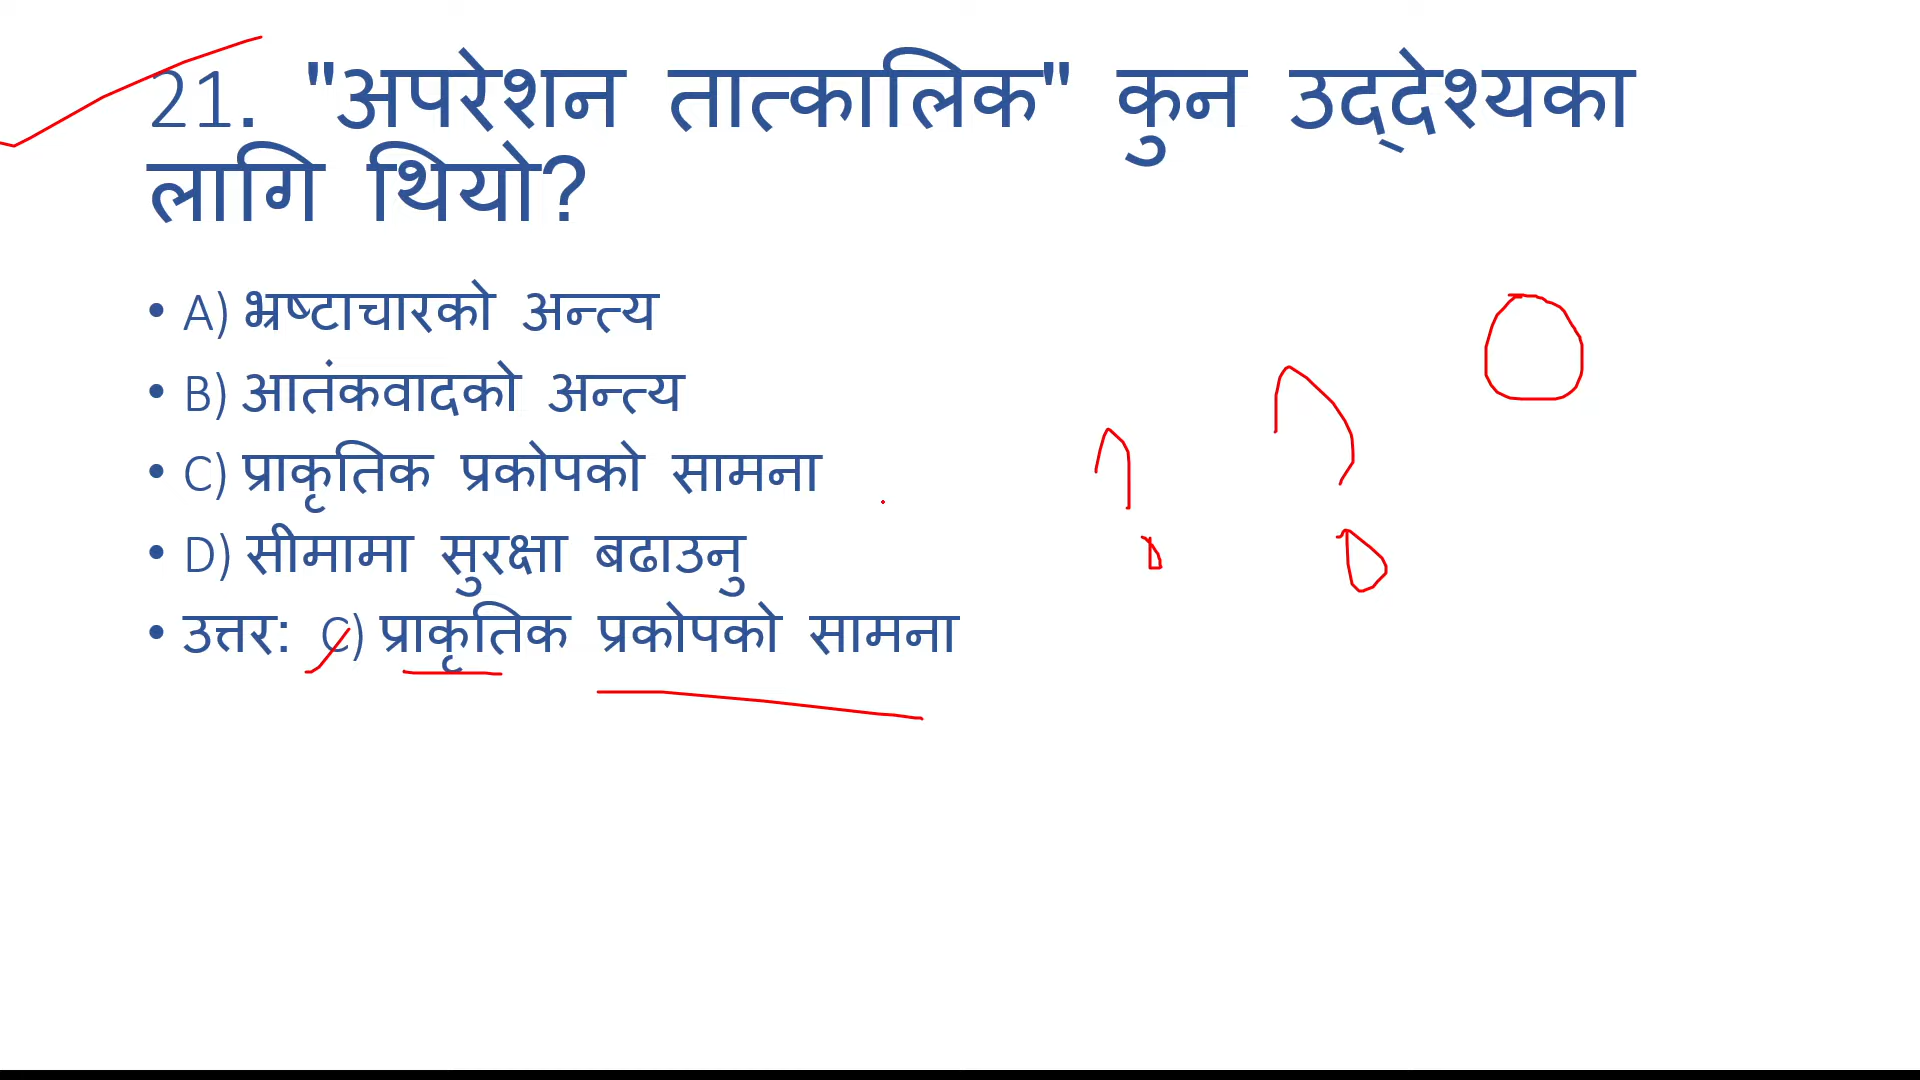 21. "अपरेशन तात्कालिक" कुन उद्देश्यका
लागि थियो?
• A) भ्रष्टाचारको अन्त्य
• B) आतंकवादको अन्त्य
• C) प्राकृतिक प्रकोपको सामना
• D) सीमामा सुरक्षा बढाउनु
• उत्तर: C) प्राकृतिक प्रकोपको सामना